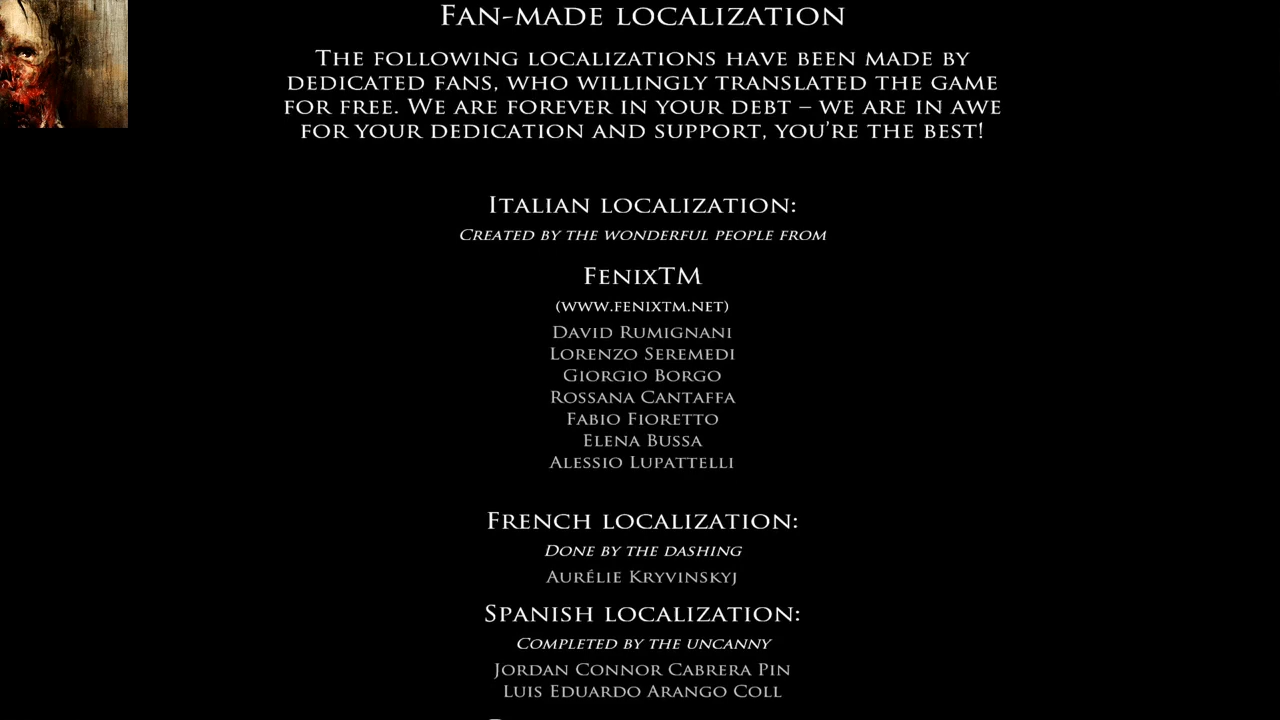 Fan-made localization
The following localizations have been made by
dedicated fans, who willingly translated the game
for free. We are forever in your debt – we are in awe
for your dedication and support, you're the best!
Italian localization:
Created by the wonderful people from
FenixTM
(www.fenixtm.net)
David Rumignani
Lorenzo Seremedi
Giorgio Borgo
Rossana Cantaffa
Fabio Fioretto
Elena Bussa
Alessio Lupattelli
French localization:
Done by the dashing
Aurélie Kryvinskyj
Spanish localization:
Completed by the uncanny
Jordan Connor Cabrera Pin
Luis Eduardo Arango Coll